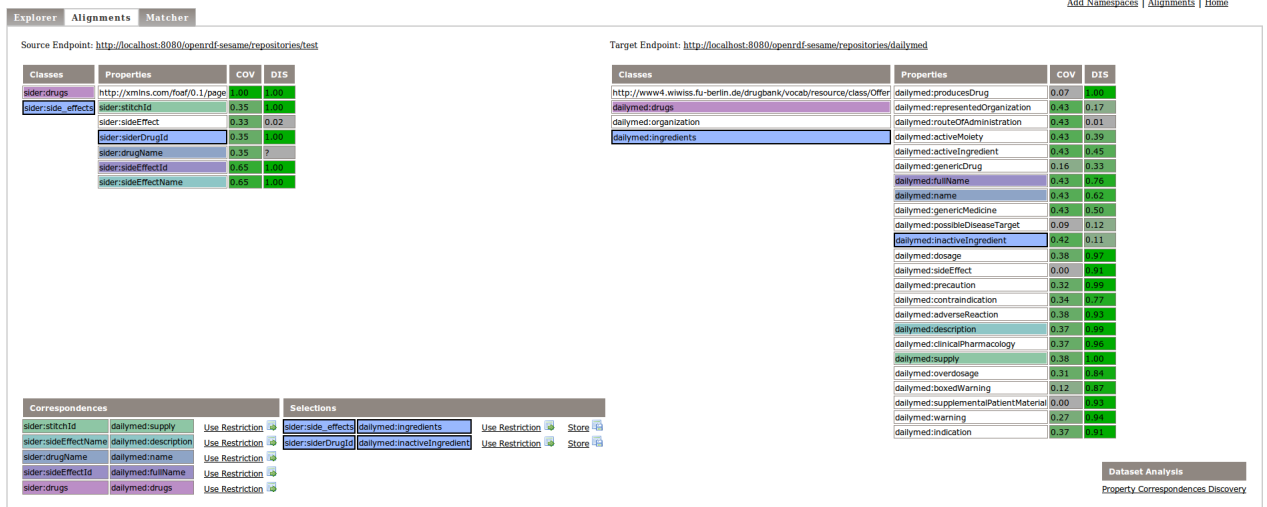 Add Namespaces | Alignments | Home
Explorer Alignments Matcher
Source Endpoint: http://localhost:8080/openrdf-sesame/repositories/test
Classes Properties COV DIS
sider:drugs http://xmlns.com/foaf/0.1/page 1.00 1.00
sider:side_effects sider:stitchId 0.35 1.00
sider:sideEffect 0.33 0.02
sider:siderDrugId 0.35 1.00
sider:drugName 0.35 ?
sider:sideEffectId 0.65 1.00
sider:sideEffectName 0.65 1.00
Target Endpoint: http://localhost:8080/openrdf-sesame/repositories/dailymed
Classes
http://www4.wiwiss.fu-berlin.de/drugbank/vocab/resource/class/Offer
dailymed:drugs
dailymed:organization
dailymed:ingredients
Properties COV DIS
dailymed:producesDrug 0.07 1.00
dailymed:representedOrganization 0.43 0.17
dailymed:routeOfAdministration 0.43 0.01
dailymed:activeMoiety 0.43 0.39
dailymed:activeIngredient 0.43 0.45
dailymed:genericDrug 0.16 0.33
dailymed:fullName 0.43 0.76
dailymed:name 0.43 0.62
dailymed:genericMedicine 0.43 0.50
dailymed:possibleDiseaseTarget 0.09 0.12
dailymed:inactiveIngredient 0.42 0.11
dailymed:dosage 0.38 0.97
dailymed:sideEffect 0.00 0.91
dailymed:precaution 0.32 0.99
dailymed:contraindication 0.34 0.77
dailymed:adverseReaction 0.38 0.93
dailymed:description 0.37 0.99
dailymed:clinicalPharmacology 0.37 0.96
dailymed:supply 0.38 1.00
dailymed:overdosage 0.31 0.84
dailymed:boxedWarning 0.12 0.87
dailymed:supplementalPatientMaterial 0.00 0.93
dailymed:warning 0.27 0.94
dailymed:indication 0.37 0.91
Correspondences
sider:stitchId dailymed:supply Use Restriction
sider:sideEffectName dailymed:description Use Restriction
sider:drugName dailymed:name Use Restriction
sider:sideEffectId dailymed:fullName Use Restriction
sider:drugs dailymed:drugs Use Restriction
Selections
sider:side_effects dailymed:ingredients Use Restriction Store
sider:siderDrugId dailymed:inactiveIngredient Use Restriction Store
Dataset Analysis
Property Correspondences Discovery